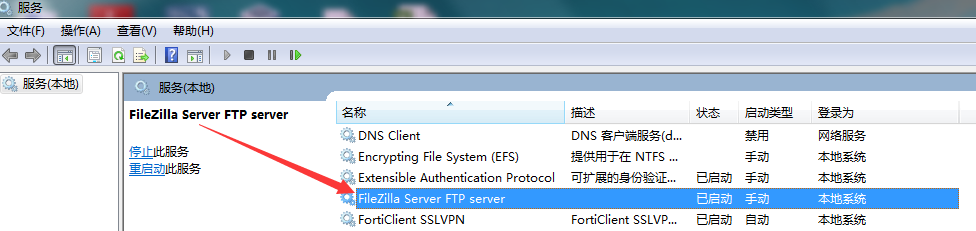 服务
文件(F) 操作(A) 查看(V) 帮助(H)
服务(本地)
服务(本地)
FileZilla Server FTP server
停止此服务
重启动此服务
名称 描述 状态 启动类型 登录为
DNS Client DNS 客户端服务(d... 禁用 网络服务
Encrypting File System (EFS) 提供用于在 NTFS ... 手动 本地系统
Extensible Authentication Protocol 可扩展的身份验证... 已启动 手动 本地系统
FileZilla Server FTP server 已启动 手动 本地系统
FortiClient SSLVPN FortiClient SSLVP... 已启动 自动 本地系统